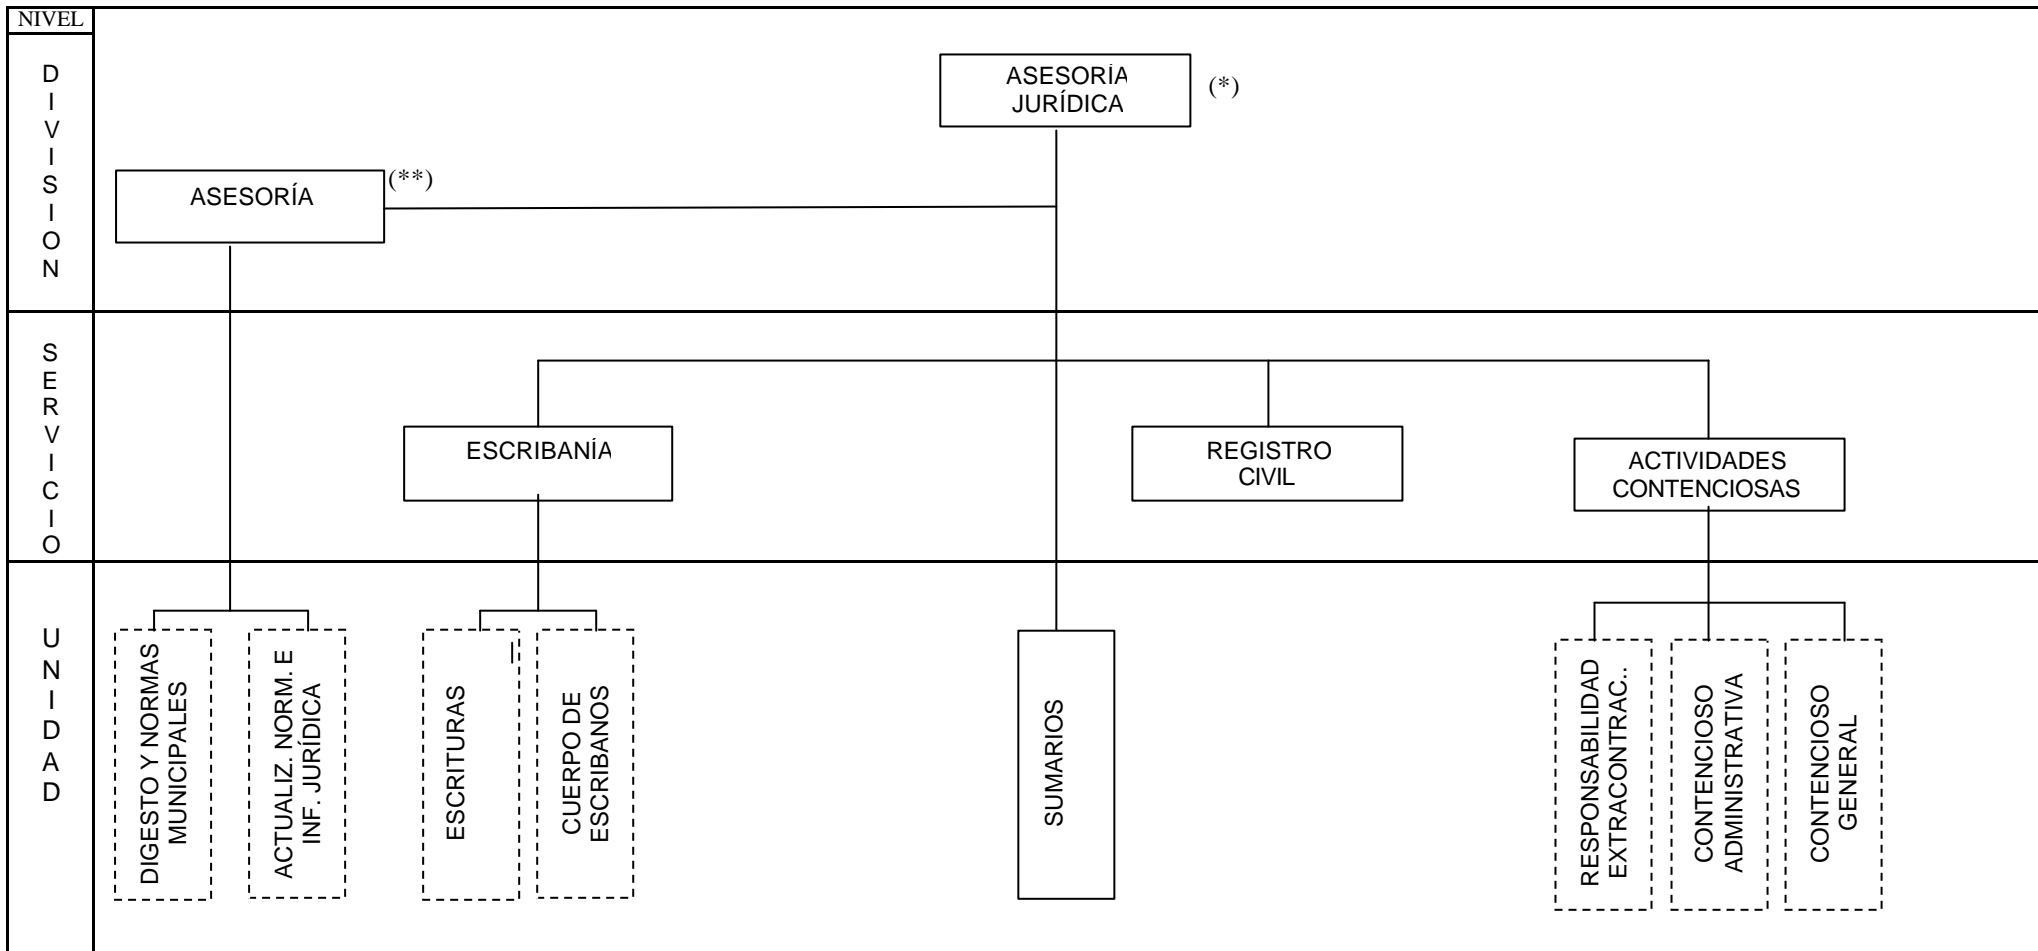 NIVEL
D
I
V
I
S
I
O
N
ASESORÍA
JURÍDICA
(*)
ASESORÍA
(**)
S
E
R
V
I
C
I
O
ESCRIBANÍA
REGISTRO
CIVIL
ACTIVIDADES
CONTENCIOSAS
U
N
I
D
A
D
DIGESTO Y NORMAS
MUNICIPALES
ACTUALIZ. NORM. E
INF. JURÍDICA
ESCRITURAS
CUERPO DE
ESCRIBANOS
SUMARIOS
RESPONSABILIDAD
EXTRACONTRAC..
CONTENCIOSO
ADMINISTRATIVA
CONTENCIOSO
GENERAL